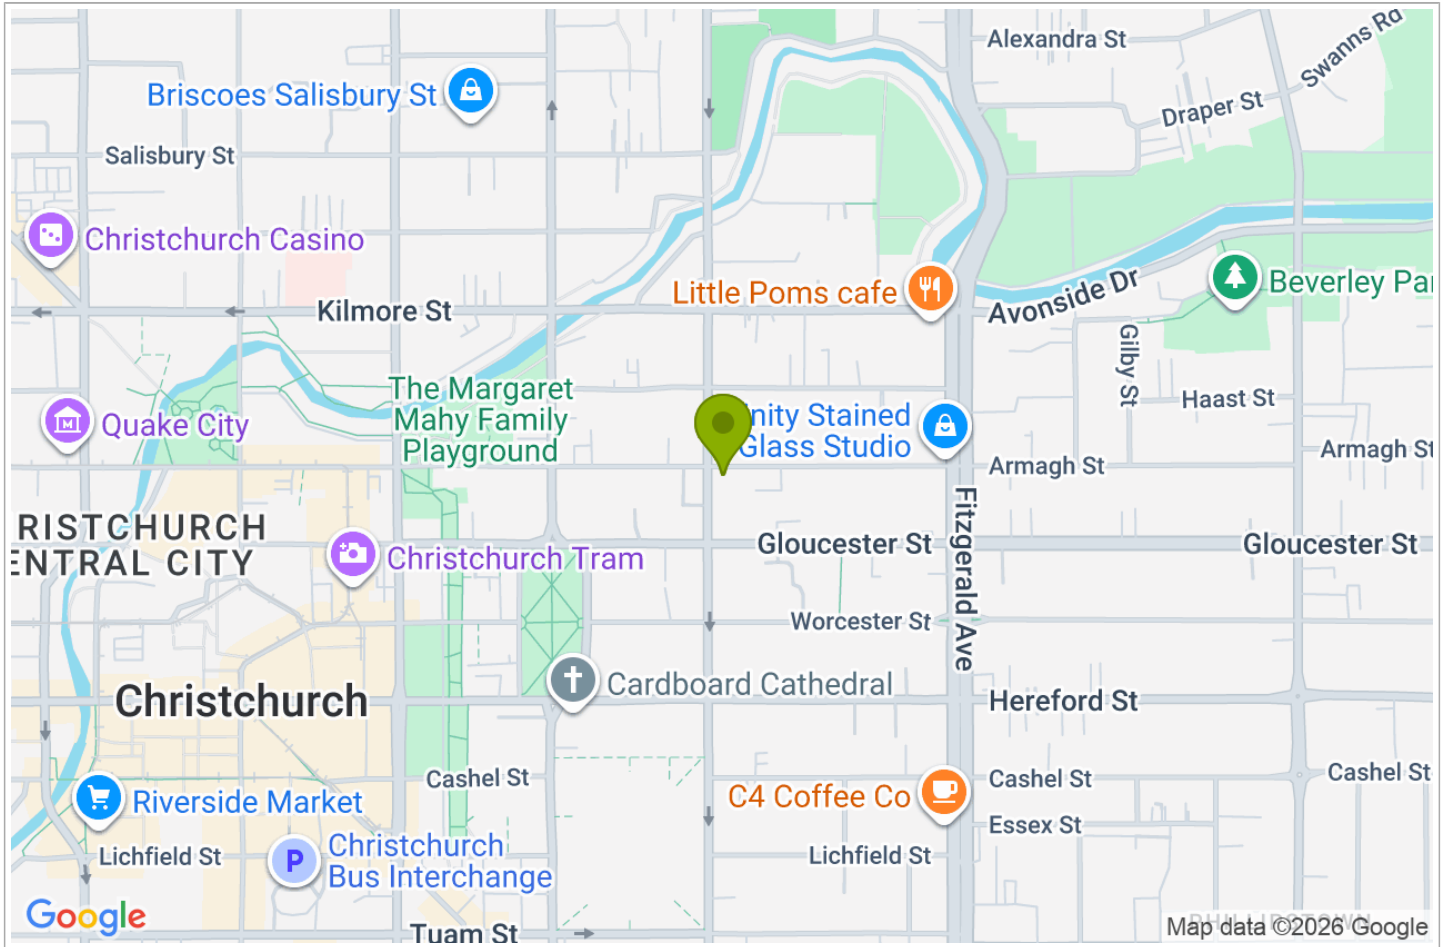 Alexandra St
Swanns Rd
Briscoes Salisbury St
Draper St
Salisbury St
Christchurch Casino
Little Poms cafe
Avonside Dr
Beverley Par
Kilmore St
Gilby St
The Margaret
Mahy Family
Playground
Haast St
Quake City
nity Stained
Glass Studio
Armagh St
Armagh St
RISTCHURCH
ENTRAL CITY
Fitzgerald Ave
Christchurch Tram
Gloucester St
Gloucester St
Worcester St
Cardboard Cathedral
Christchurch
Hereford St
Cashel St
Cashel St
Cashel St
C4 Coffee Co
Riverside Market
Essex St
Christchurch
Bus Interchange
P
Lichfield St
Lichfield St
Google
Tuam St
Map data ©2026 Google